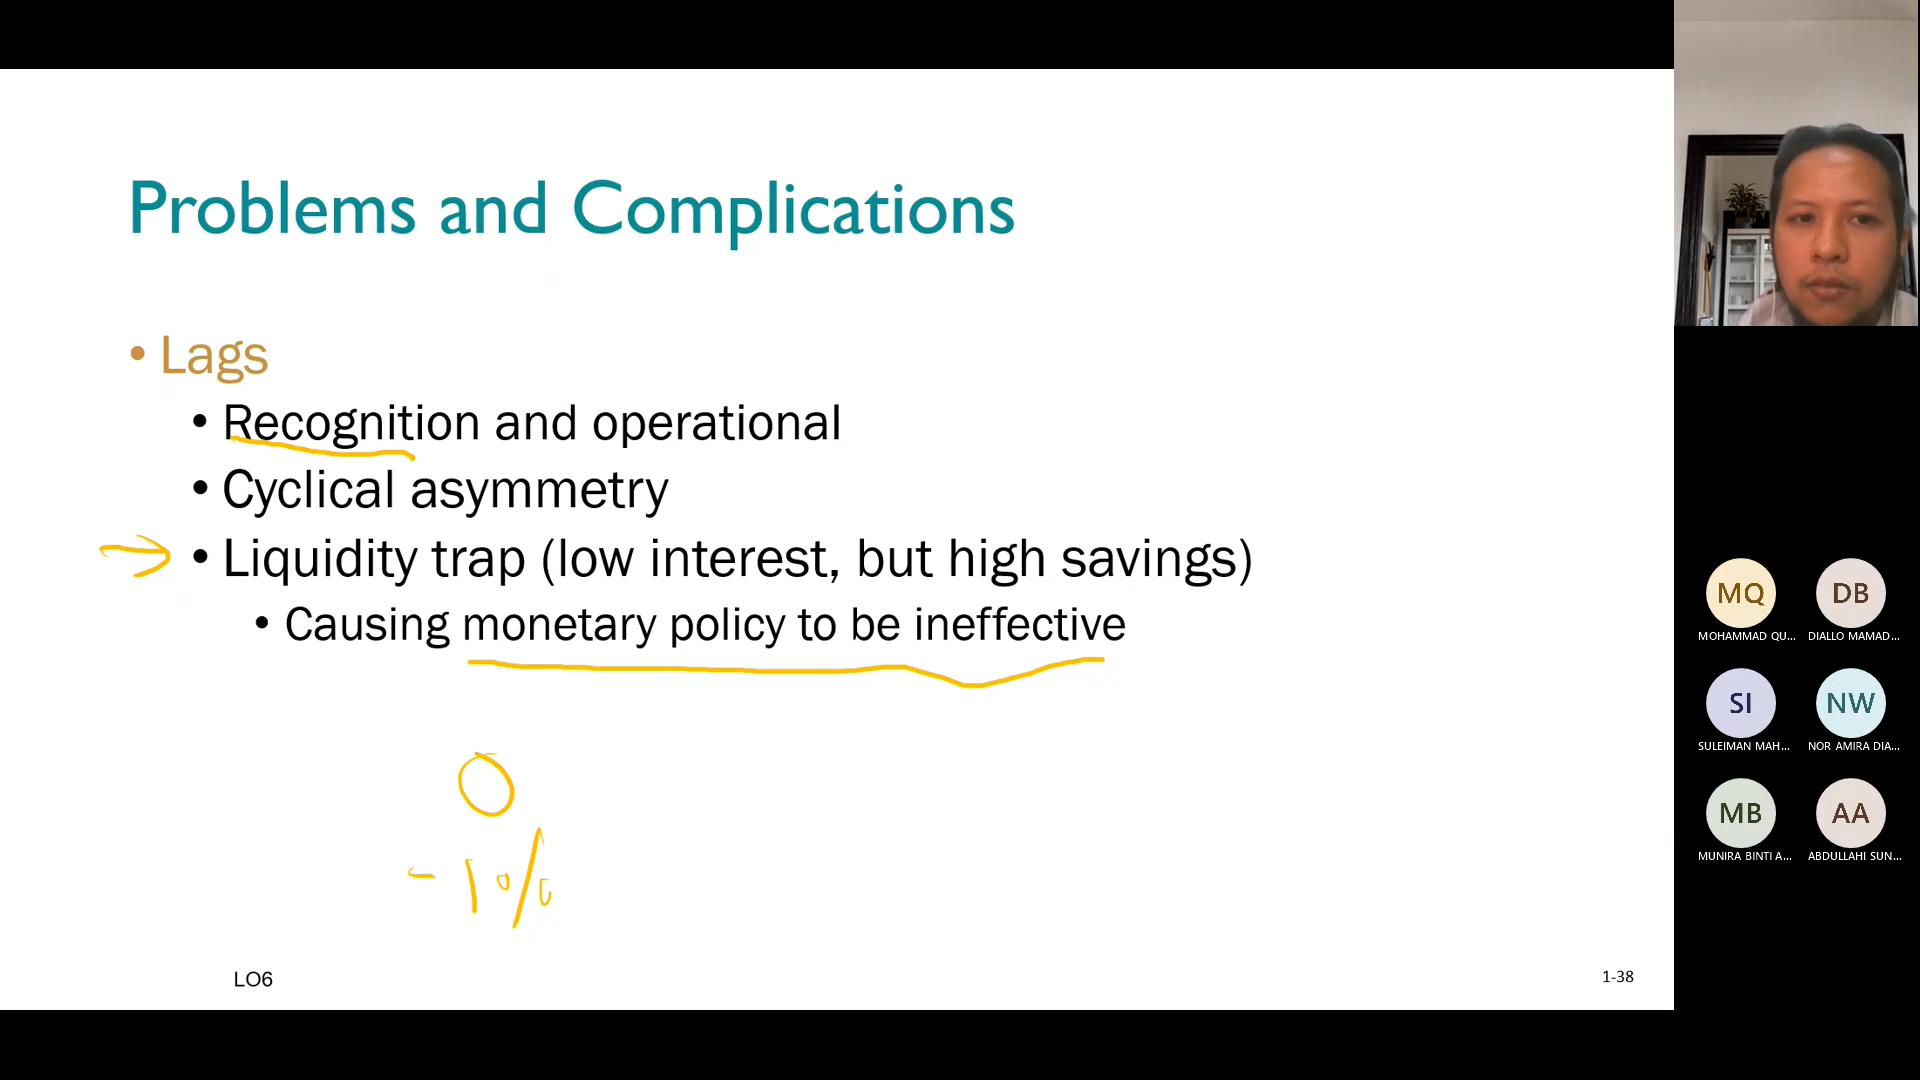 Problems and Complications
• Lags
• Recognition and operational
• Cyclical asymmetry
• Liquidity trap (low interest, but high savings)
• Causing monetary policy to be ineffective
0
-1%
LO6
1-38
MQ
MOHAMMAD QU...
DB
DIALLO MAMAD...
SI
SULEIMAN MAH...
NW
NOR AMIRA DIA...
MB
MUNIRA BINTI A...
AA
ABDULLAHI SUN...